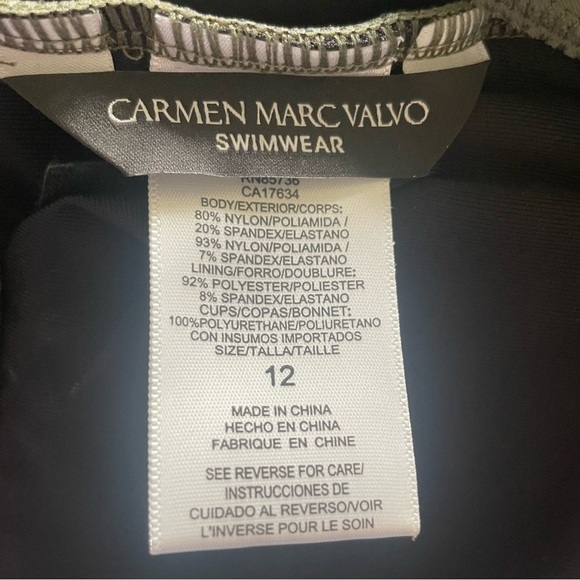 CARMEN MARC VALVO
SWIMWEAR
RN85736
CA17634
BODY/EXTERIOR/CORPS:
80% NYLON/POLIAMIDA /
20% SPANDEX/ELASTANO
93% NYLON/POLIAMIDA /
7% SPANDEX/ELASTANO
LINING/FORRO/DOUBLURE:
92% POLYESTER/POLIESTER
8% SPANDEX/ELASTANO
CUPS/COPAS/BONNET:
100%POLYURETHANE/POLIURETANO
CON INSUMOS IMPORTADOS
SIZE/TALLA/TAILLE
12
MADE IN CHINA
HECHO EN CHINA
FABRIQUE EN CHINE
SEE REVERSE FOR CARE/
INSTRUCCIONES DE
CUIDADO AL REVERSO/VOIR
L'INVERSE POUR LE SOIN